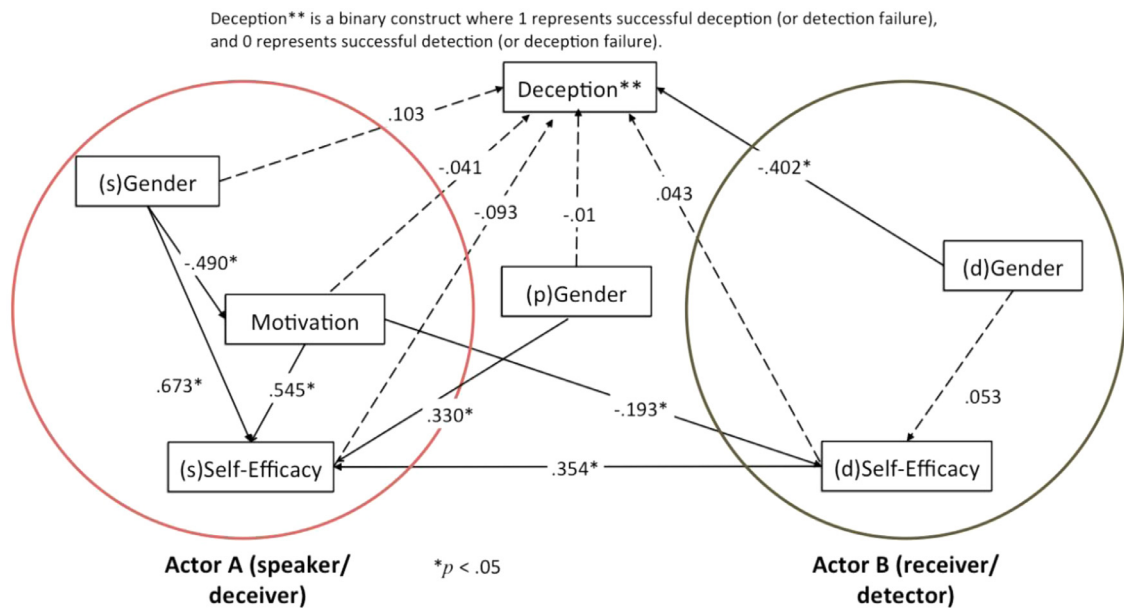 Deception** is a binary construct where 1 represents successful deception (or detection failure),
and 0 represents successful detection (or deception failure).
Deception**
.103
-.041
-.402*
(s)Gender
.043
-.093
-.01
-.490*
(d)Gender
(p)Gender
Motivation
.673*
.545*
.053
.330*
-.193*
(s)Self-Efficacy
.354*
(d)Self-Efficacy
Actor A (speaker/
deceiver)
*p < .05
Actor B (receiver/
detector)